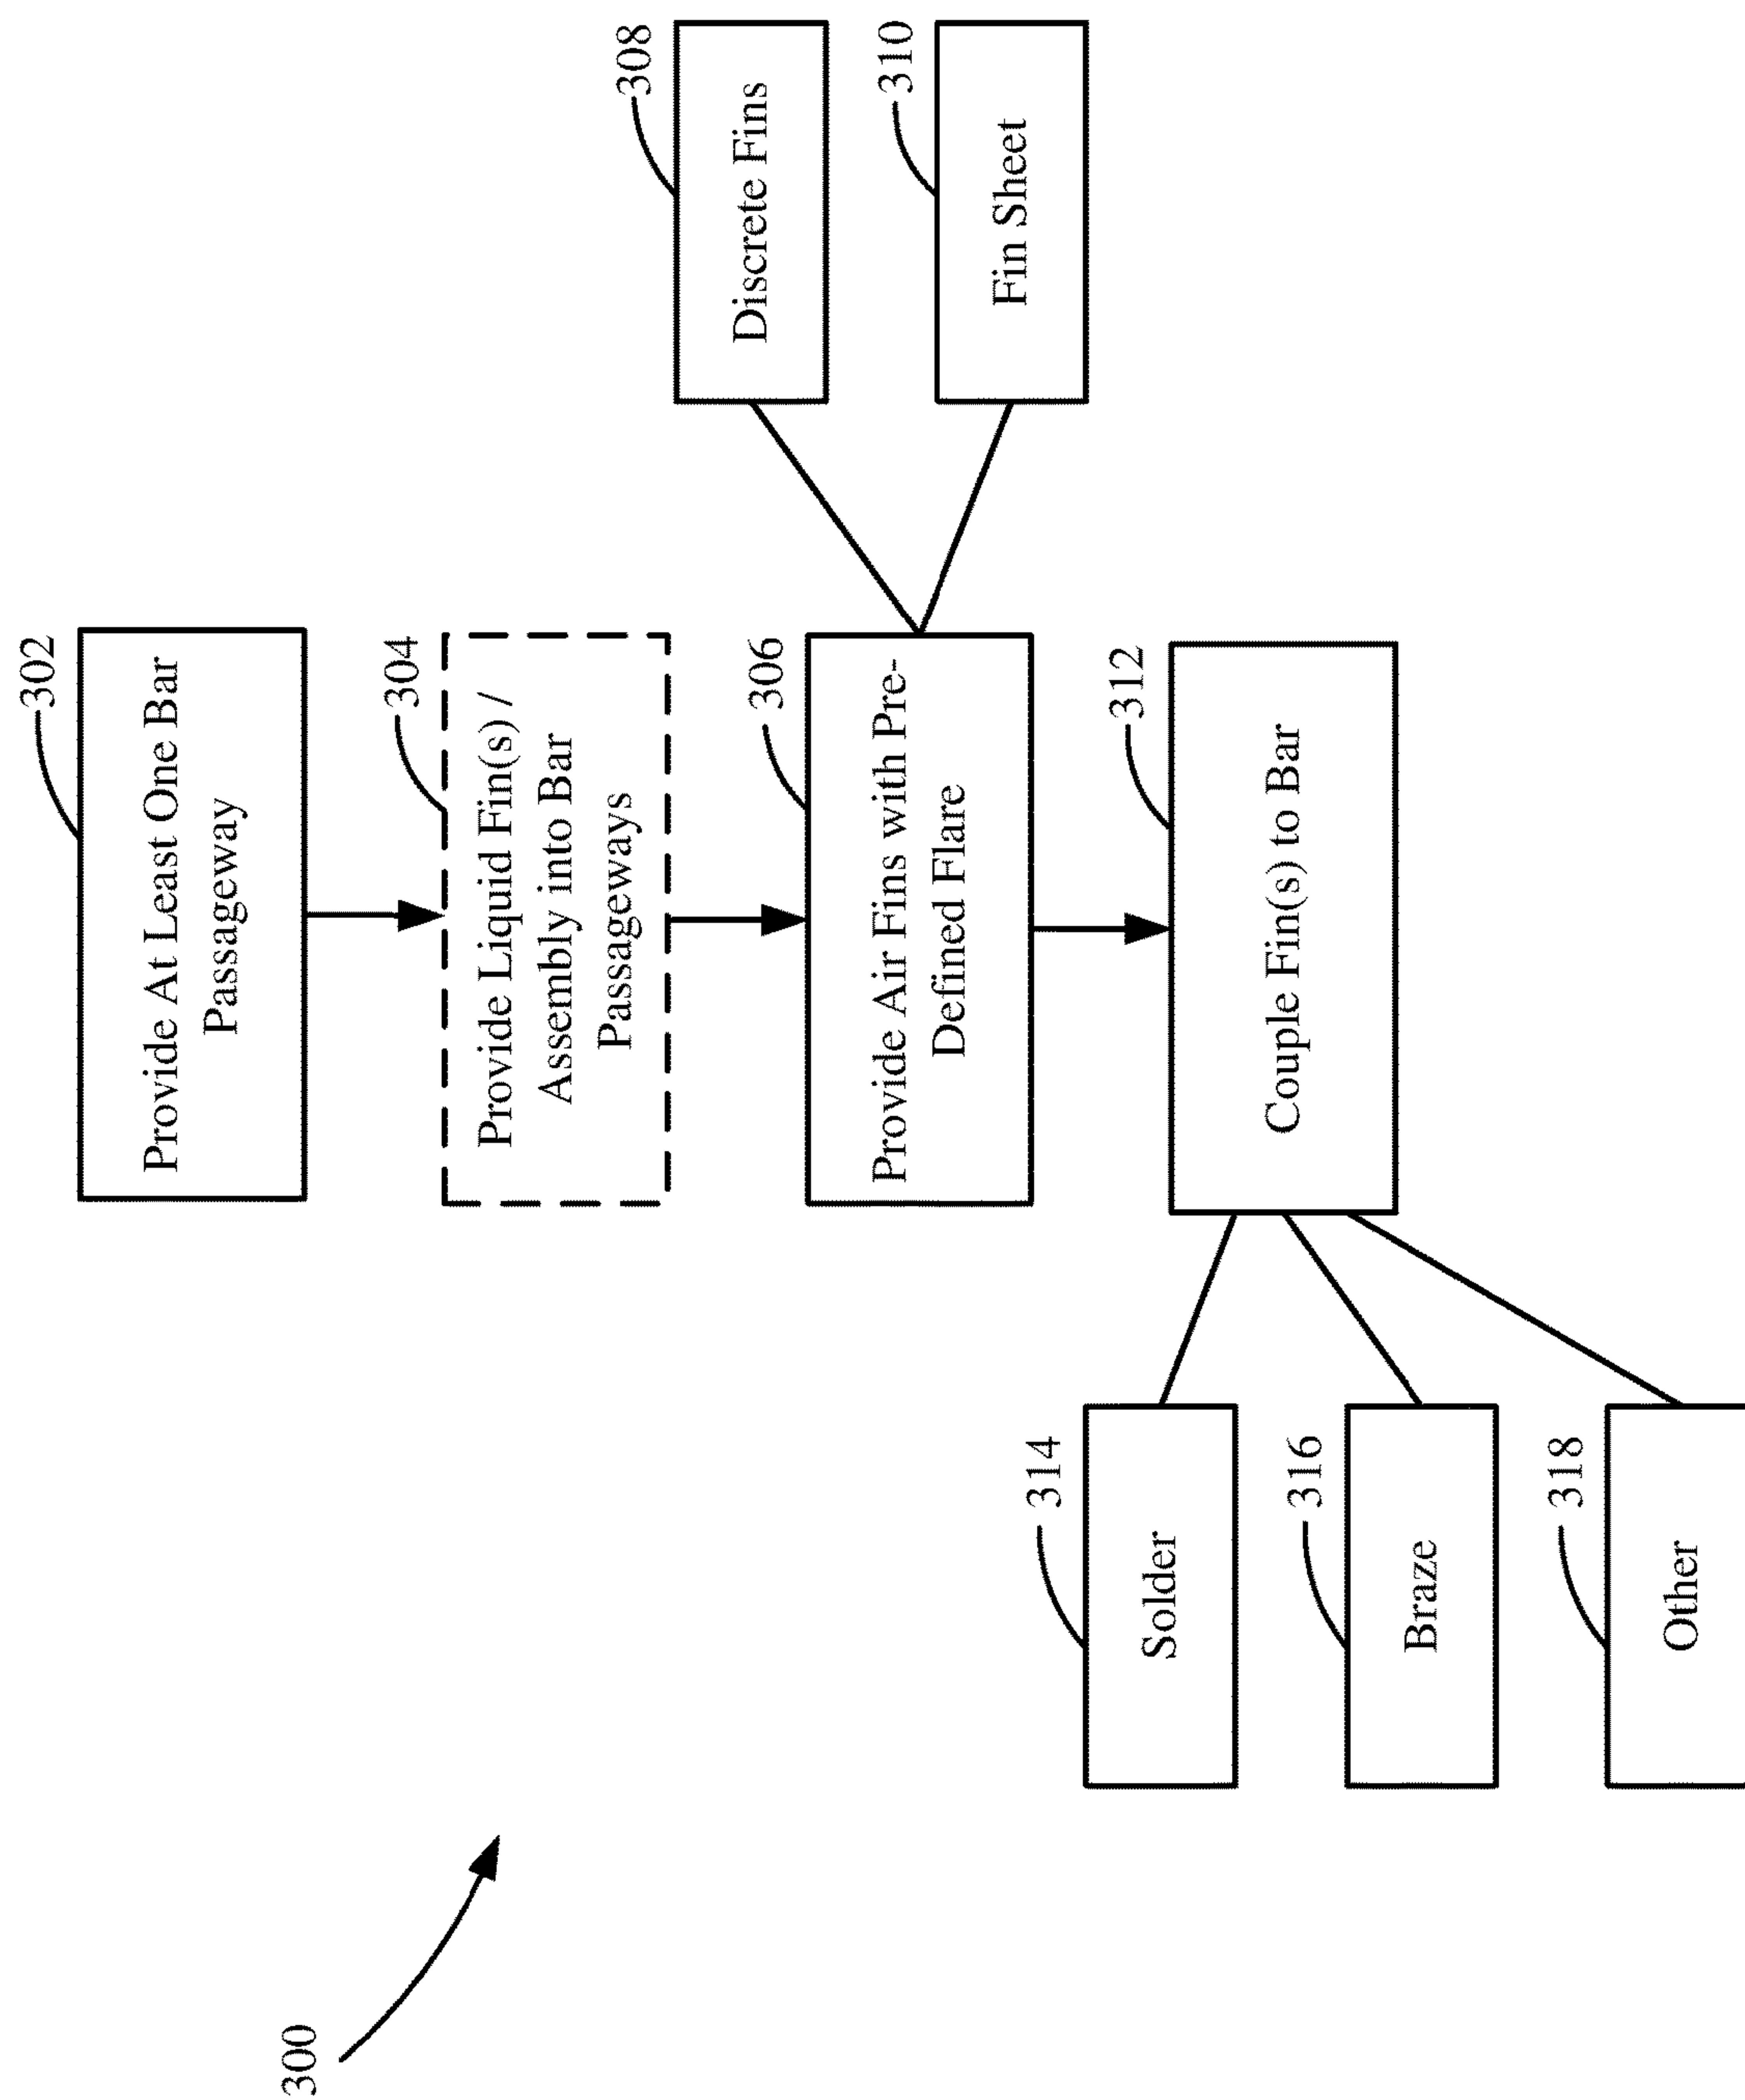 300
302
Provide At Least One Bar
Passageway
304
Provide Liquid Fin(s) /
Assembly into Bar
Passageways
306
Provide Air Fins with Pre-
Defined Flare
308
Discrete Fins
310
Fin Sheet
312
Couple Fin(s) to Bar
314
Solder
316
Braze
318
Other